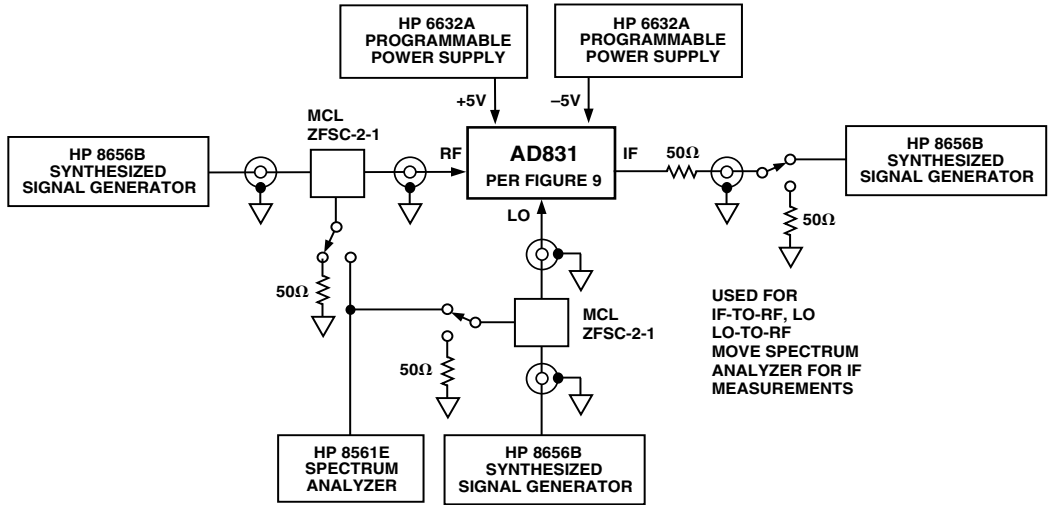 HP 6632A
PROGRAMMABLE
POWER SUPPLY
HP 6632A
PROGRAMMABLE
POWER SUPPLY
+5V
–5V
MCL
ZFSC-2-1
HP 8656B
SYNTHESIZED
SIGNAL GENERATOR
RF
AD831
PER FIGURE 9
IF
50Ω
HP 8656B
SYNTHESIZED
SIGNAL GENERATOR
LO
50Ω
50Ω
MCL
ZFSC-2-1
50Ω
USED FOR
IF-TO-RF, LO
LO-TO-RF
MOVE SPECTRUM
ANALYZER FOR IF
MEASUREMENTS
HP 8561E
SPECTRUM
ANALYZER
HP 8656B
SYNTHESIZED
SIGNAL GENERATOR